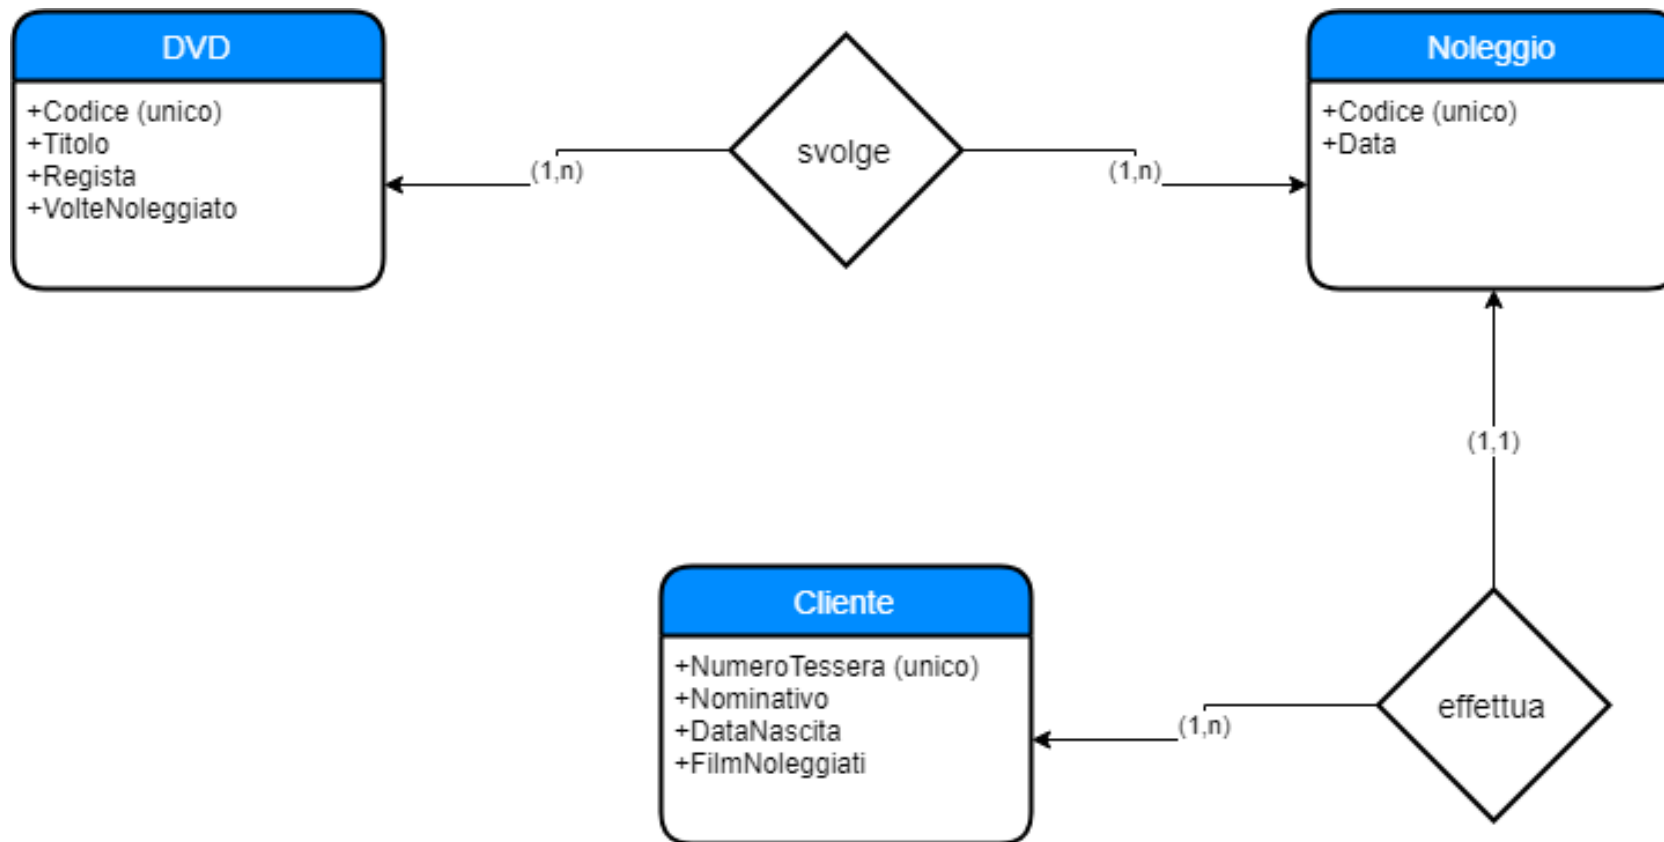 DVD
+Codice (unico)
+Titolo
+Regista
+VolteNoleggiato
(1,n)
svolge
(1,n)
Noleggio
+Codice (unico)
+Data
(1,1)
Cliente
+NumeroTessera (unico)
+Nominativo
+DataNascita
+FilmNoleggiati
(1,n)
effettua